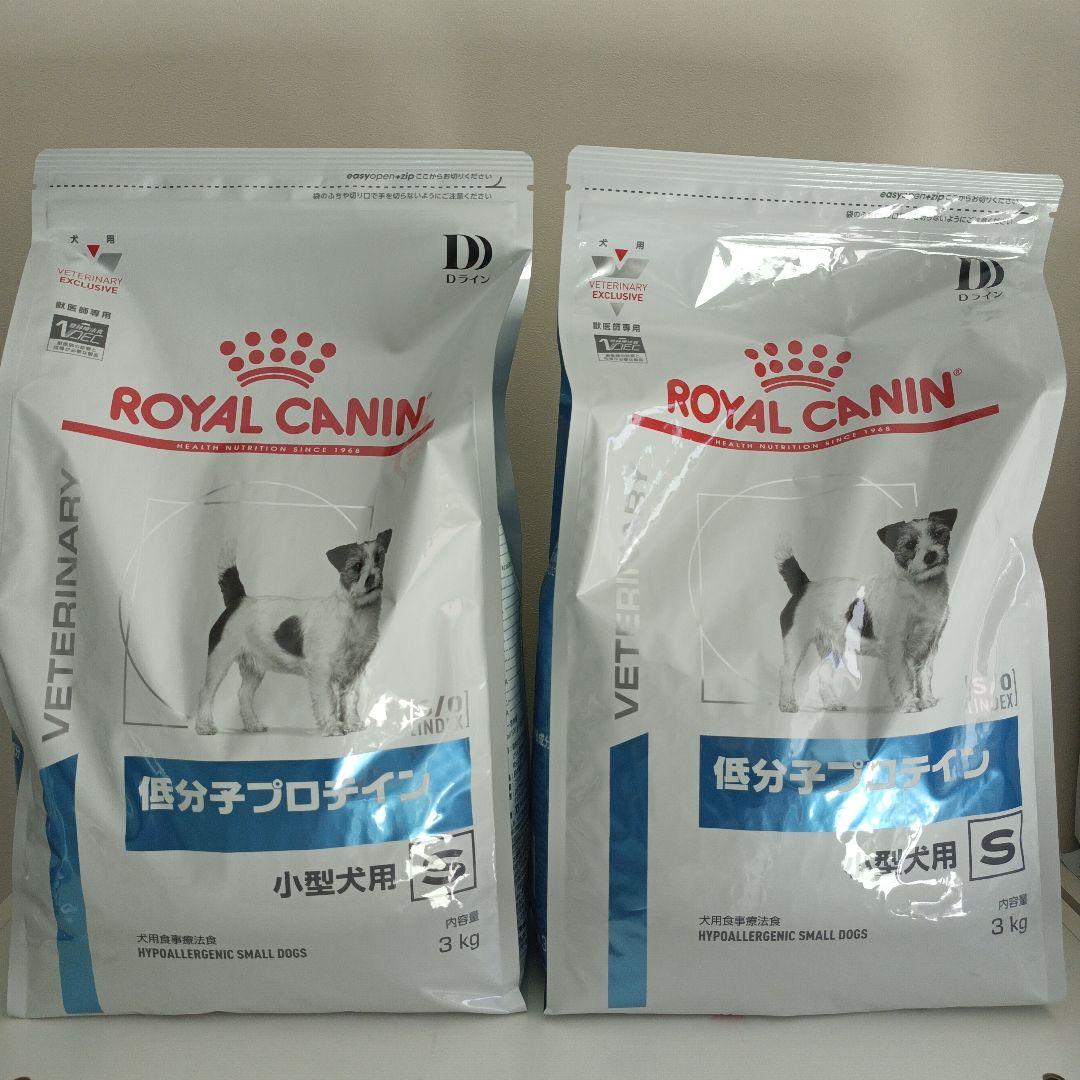 easyopen+zip ここからお切りください
袋のふちや切り口で手を切らないようにご注意ください
犬 用
VETERINARY
EXCLUSIVE
獣医師専用
DD
Dライン
ROYAL CANIN
HEALTH NUTRITION SINCE 1968
VETERINARY
S/O
INDEX
低分子プロテイン
小型犬用 S
内容量
3 kg
犬用食事療法食
HYPOALLERGENIC SMALL DOGS
easyopen+zip ここからお切りください
犬 用
VETERINARY
EXCLUSIVE
獣医師専用
DD
Dライン
ROYAL CANIN®
HEALTH NUTRITION SINCE 1968
VETERINARY
S/O
INDEX
低分子プロテイン
小型犬用 S
内容量
3 kg
犬用食事療法食
HYPOALLERGENIC SMALL DOGS